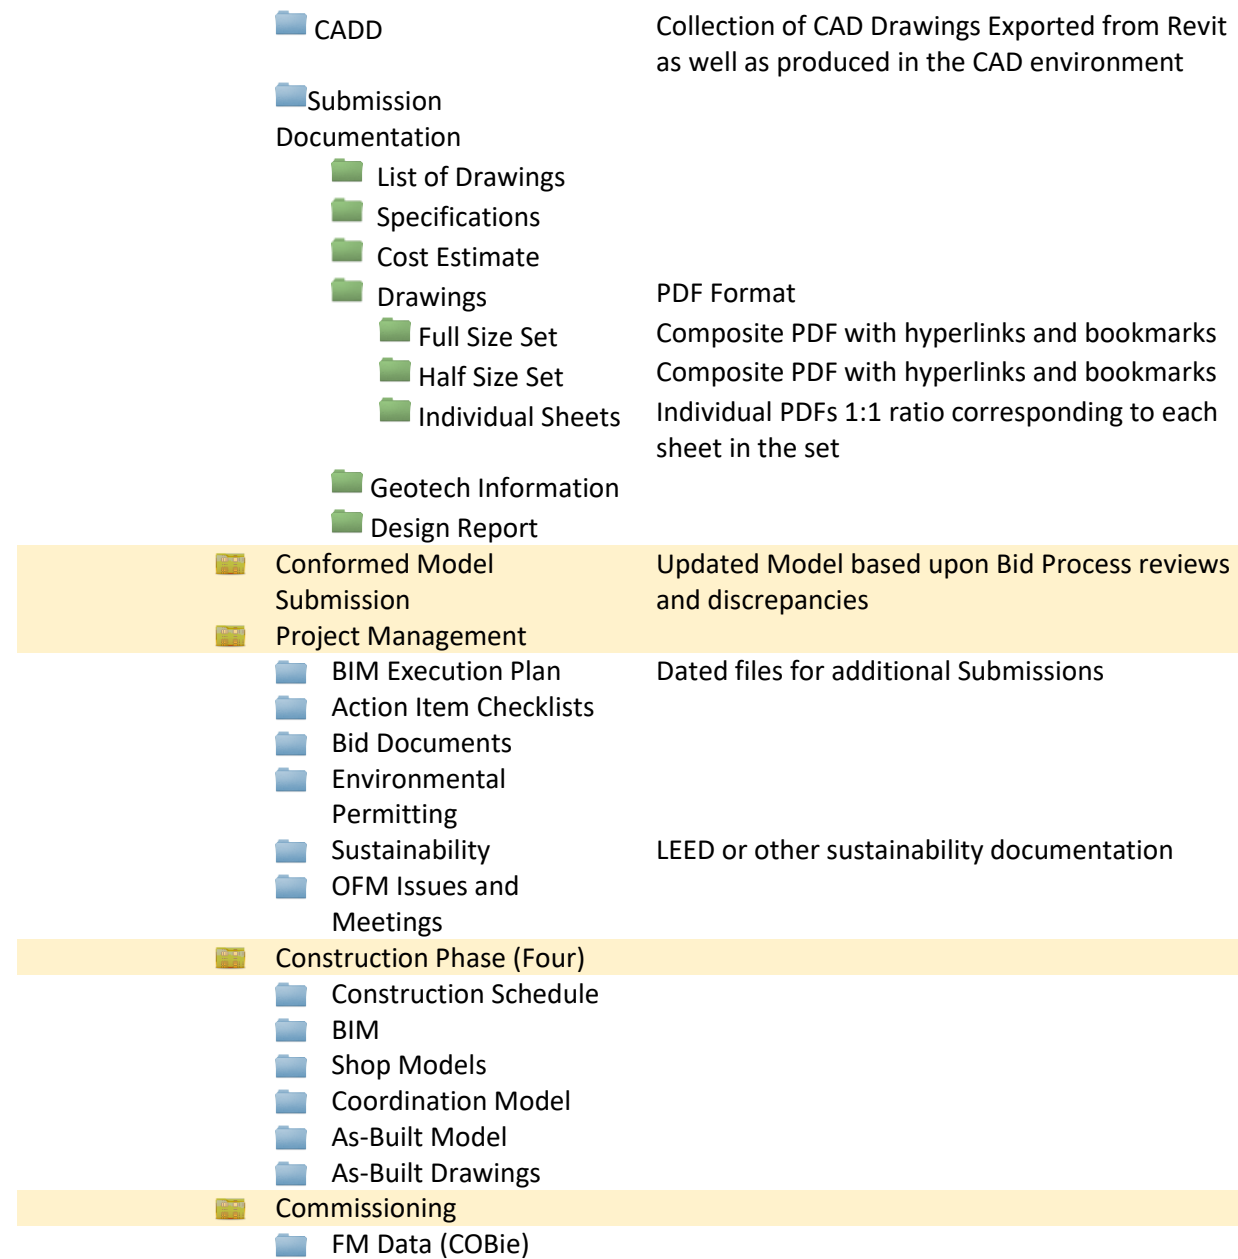 CADD Collection of CAD Drawings Exported from Revit
as well as produced in the CAD environment
Submission
Documentation
List of Drawings
Specifications
Cost Estimate
Drawings PDF Format
Full Size Set Composite PDF with hyperlinks and bookmarks
Half Size Set Composite PDF with hyperlinks and bookmarks
Individual Sheets Individual PDFs 1:1 ratio corresponding to each
sheet in the set
Geotech Information
Design Report
Conformed Model Updated Model based upon Bid Process reviews
Submission and discrepancies
Project Management
BIM Execution Plan Dated files for additional Submissions
Action Item Checklists
Bid Documents
Environmental
Permitting
Sustainability LEED or other sustainability documentation
OFM Issues and
Meetings
Construction Phase (Four)
Construction Schedule
BIM
Shop Models
Coordination Model
As-Built Model
As-Built Drawings
Commissioning
FM Data (COBie)